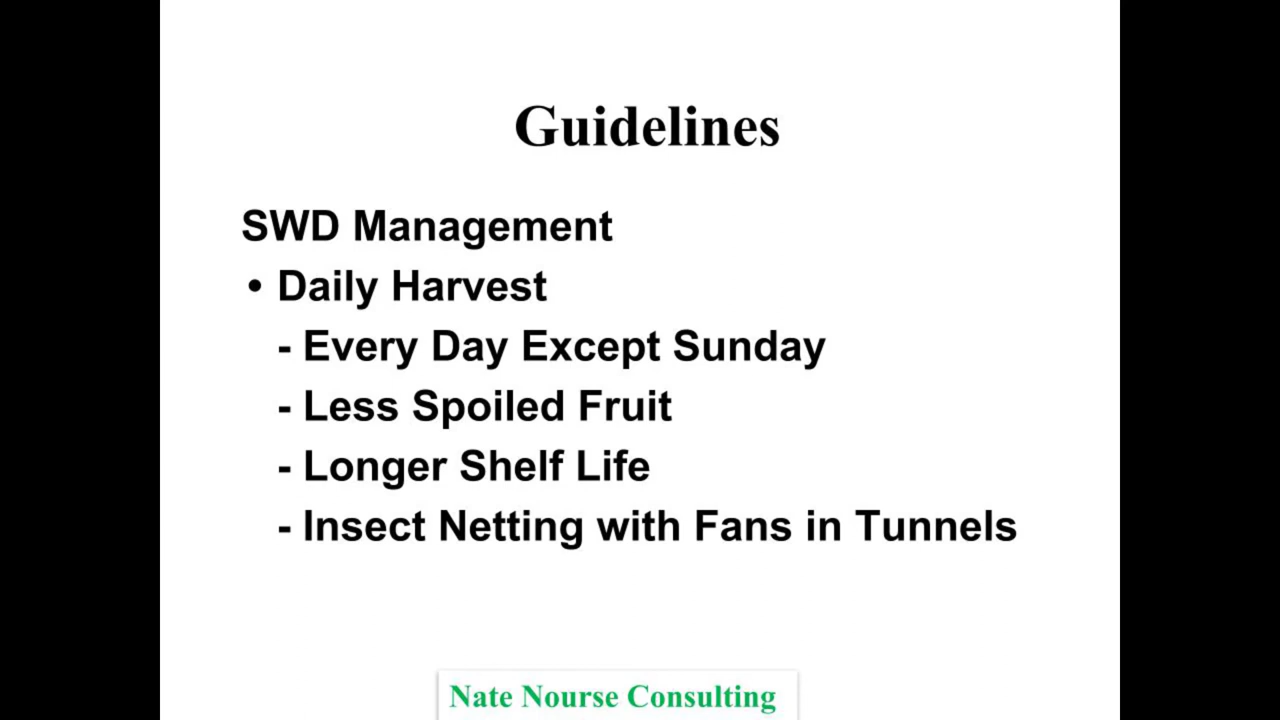 Guidelines
SWD Management
• Daily Harvest
- Every Day Except Sunday
- Less Spoiled Fruit
- Longer Shelf Life
- Insect Netting with Fans in Tunnels
Nate Nourse Consulting